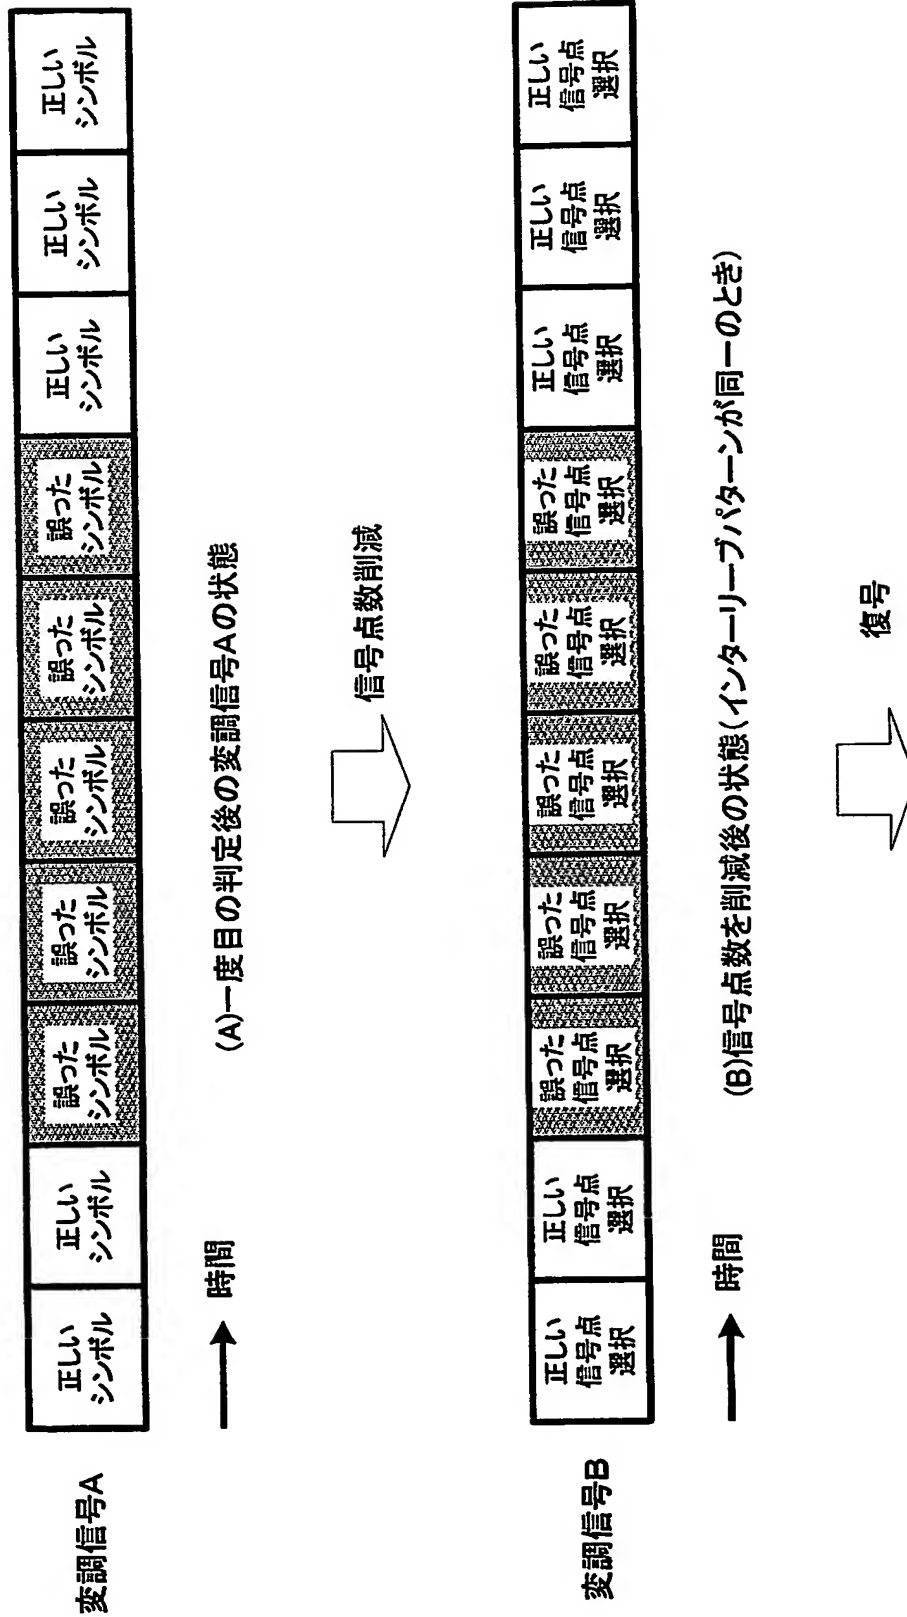 変調信号A
正しい
シンボル
正しい
シンボル
誤った
シンボル
誤った
シンボル
誤った
シンボル
誤った
シンボル
誤った
シンボル
正しい
シンボル
正しい
シンボル
正しい
シンボル
時間
(A)一度目の判定後の変調信号Aの状態
信号点数削減
変調信号B
正しい
信号点
選択
正しい
信号点
選択
誤った
信号点
選択
誤った
信号点
選択
誤った
信号点
選択
誤った
信号点
選択
誤った
信号点
選択
正しい
信号点
選択
正しい
信号点
選択
正しい
信号点
選択
時間
(B)信号点数を削減後の状態(インターリーブパターンが同一のとき)
復号